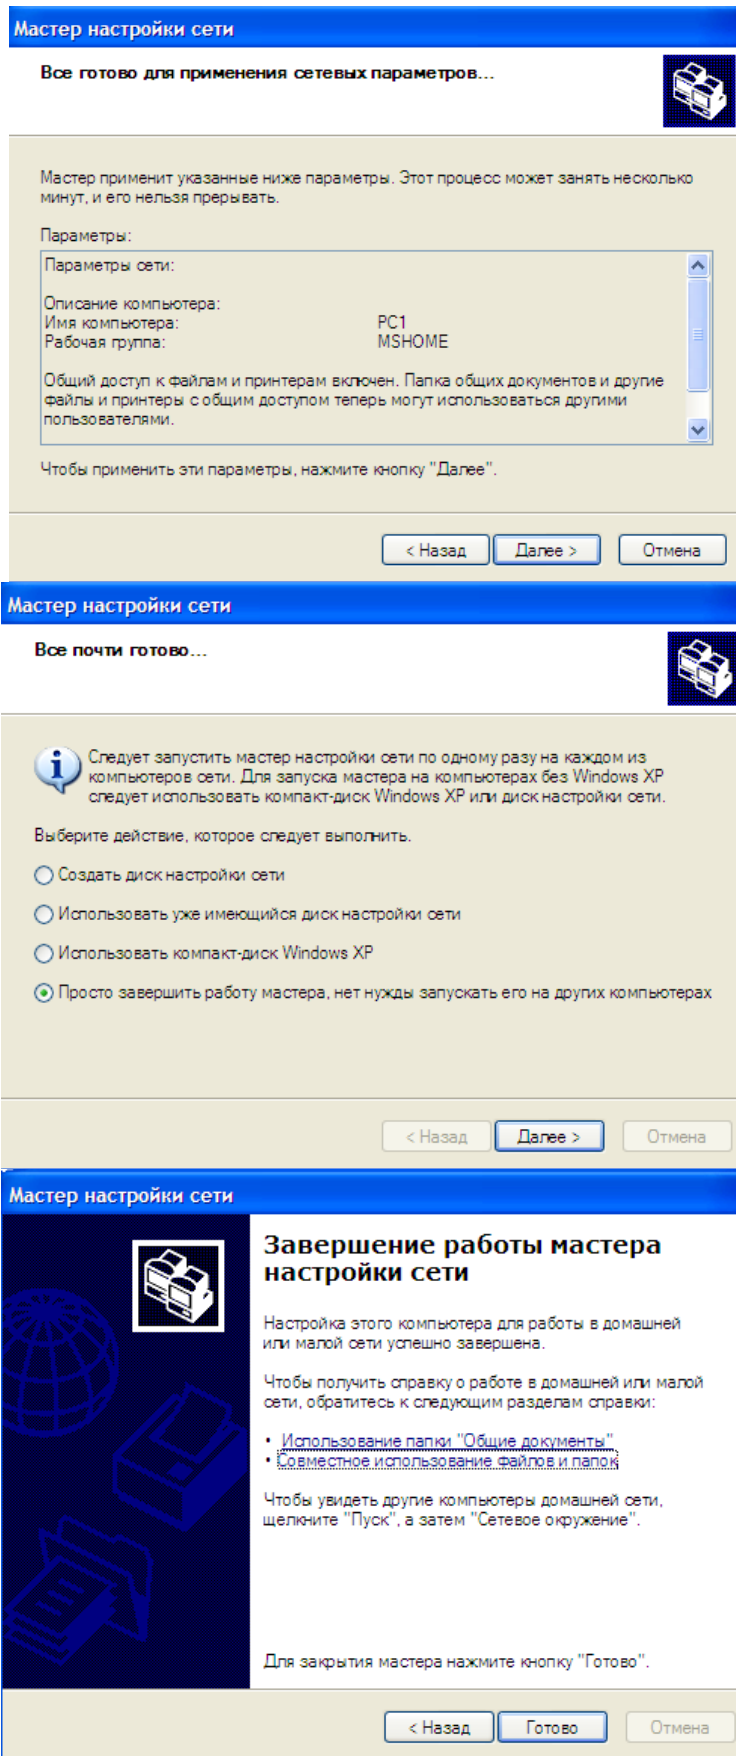 Мастер настройки сети
Все готово для применения сетевых параметров...
Мастер применит указанные ниже параметры. Этот процесс может занять несколько
минут, и его нельзя прерывать.
Параметры:
Параметры сети:
Описание компьютера:
Имя компьютера: PC1
Рабочая группа: MSHOME
Общий доступ к файлам и принтерам включен. Папка общих документов и другие
файлы и принтеры с общим доступом теперь могут использоваться другими
пользователями.
Чтобы применить эти параметры, нажмите кнопку "Далее".
< Назад Далее > Отмена
Мастер настройки сети
Все почти готово...
Следует запустить мастер настройки сети по одному разу на каждом из
компьютеров сети. Для запуска мастера на компьютерах без Windows XP
следует использовать компакт-диск Windows XP или диск настройки сети.
Выберите действие, которое следует выполнить.
Создать диск настройки сети
Использовать уже имеющийся диск настройки сети
Использовать компакт-диск Windows XP
Просто завершить работу мастера, нет нужды запускать его на других компьютерах
< Назад Далее > Отмена
Мастер настройки сети
Завершение работы мастера
настройки сети
Настройка этого компьютера для работы в домашней
или малой сети успешно завершена.
Чтобы получить справку о работе в домашней или малой
сети, обратитесь к следующим разделам справки:
• Использование папки "Общие документы"
• Совместное использование файлов и папок
Чтобы увидеть другие компьютеры домашней сети,
щелкните "Пуск", а затем "Сетевое окружение".
Для закрытия мастера нажмите кнопку "Готово".
< Назад Готово Отмена